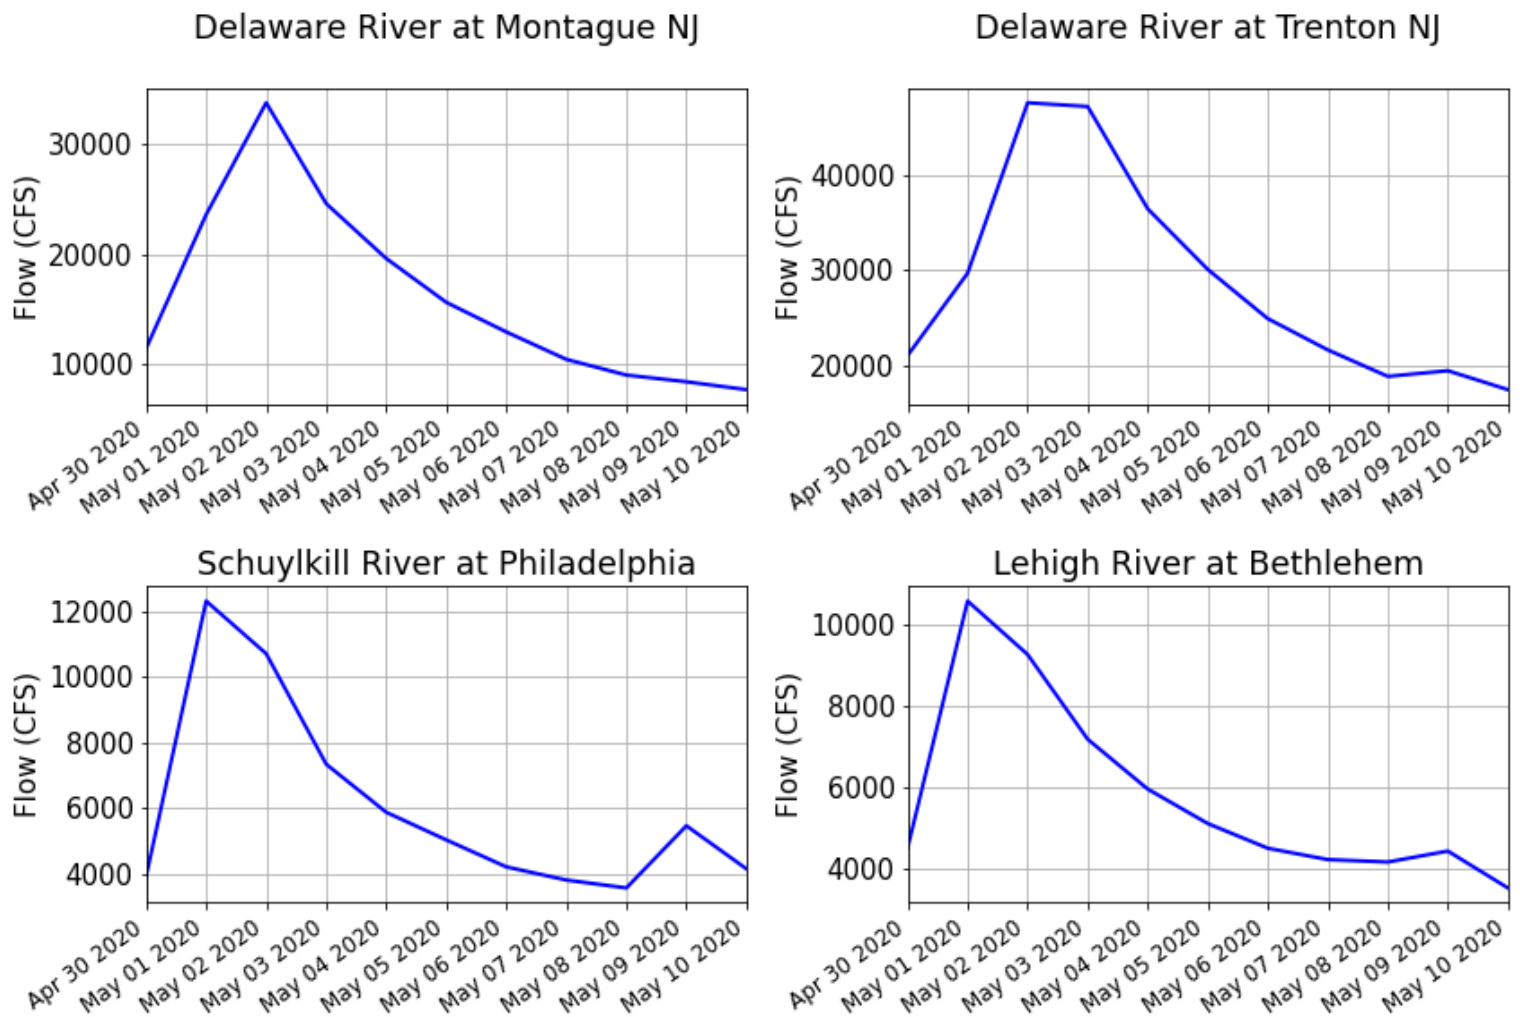 Delaware River at Montague NJ
Flow (CFS)
30000
20000
10000
Apr 30 2020
May 01 2020
May 02 2020
May 03 2020
May 04 2020
May 05 2020
May 06 2020
May 07 2020
May 08 2020
May 09 2020
May 10 2020
Delaware River at Trenton NJ
Flow (CFS)
40000
30000
20000
Apr 30 2020
May 01 2020
May 02 2020
May 03 2020
May 04 2020
May 05 2020
May 06 2020
May 07 2020
May 08 2020
May 09 2020
May 10 2020
Schuylkill River at Philadelphia
Flow (CFS)
12000
10000
8000
6000
4000
Apr 30 2020
May 01 2020
May 02 2020
May 03 2020
May 04 2020
May 05 2020
May 06 2020
May 07 2020
May 08 2020
May 09 2020
May 10 2020
Lehigh River at Bethlehem
Flow (CFS)
10000
8000
6000
4000
Apr 30 2020
May 01 2020
May 02 2020
May 03 2020
May 04 2020
May 05 2020
May 06 2020
May 07 2020
May 08 2020
May 09 2020
May 10 2020